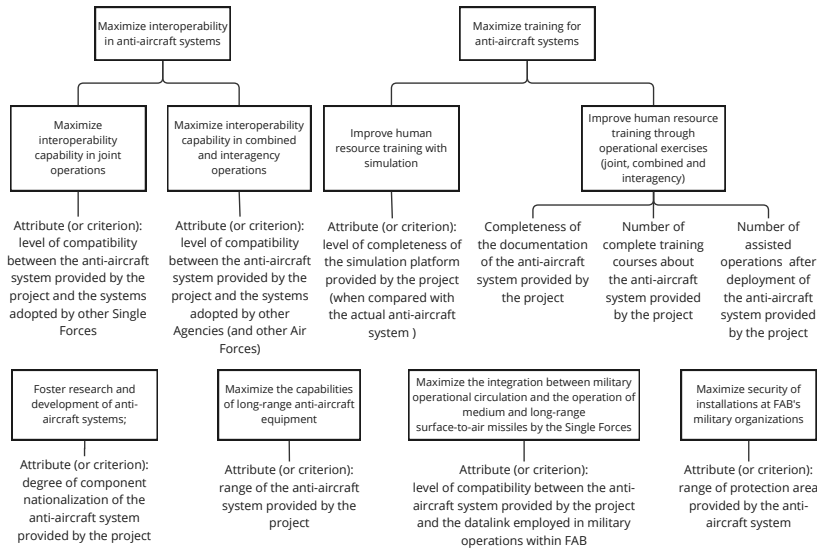 Maximize interoperability
in anti-aircraft systems
Maximize training for
anti-aircraft systems
Maximize
interoperability
capability in joint
operations
Maximize interoperability
capability in combined
and interagency
operations
Improve human
resource training with
simulation
Improve human resource
training through
operational exercises
(joint, combined and
interagency)
Attribute (or criterion):
level of compatibility
between the anti-aircraft
system provided by the
project and the systems
adopted by other Single
Forces
Attribute (or criterion):
level of compatibility
between the anti-aircraft
system provided by the
project and the systems
adopted by other
Agencies (and other Air
Forces)
Attribute (or criterion):
level of completeness of
the simulation platform
provided by the project
(when compared with
the actual anti-aircraft
system )
Completeness of
the documentation
of the anti-aircraft
system provided by
the project
Number of
complete training
courses about
the anti-aircraft
system provided
by the project
Number of
assisted
operations after
deployment of
the anti-aircraft
system provided
by the project
Foster research and
development of anti-
aircraft systems;
Maximize the capabilities
of long-range anti-aircraft
equipment
Maximize the integration between military
operational circulation and the operation of
medium and long-range
surface-to-air missiles by the Single Forces
Maximize security of
installations at FAB's
military organizations
Attribute (or criterion):
degree of component
nationalization of the
anti-aircraft system
provided by the project
Attribute (or criterion):
range of the anti-aircraft
system provided by the
project
Attribute (or criterion):
level of compatibility between the anti-
aircraft system provided by the project
and the datalink employed in military
operations within FAB
Attribute (or criterion):
range of protection area
provided by the anti-
aircraft system